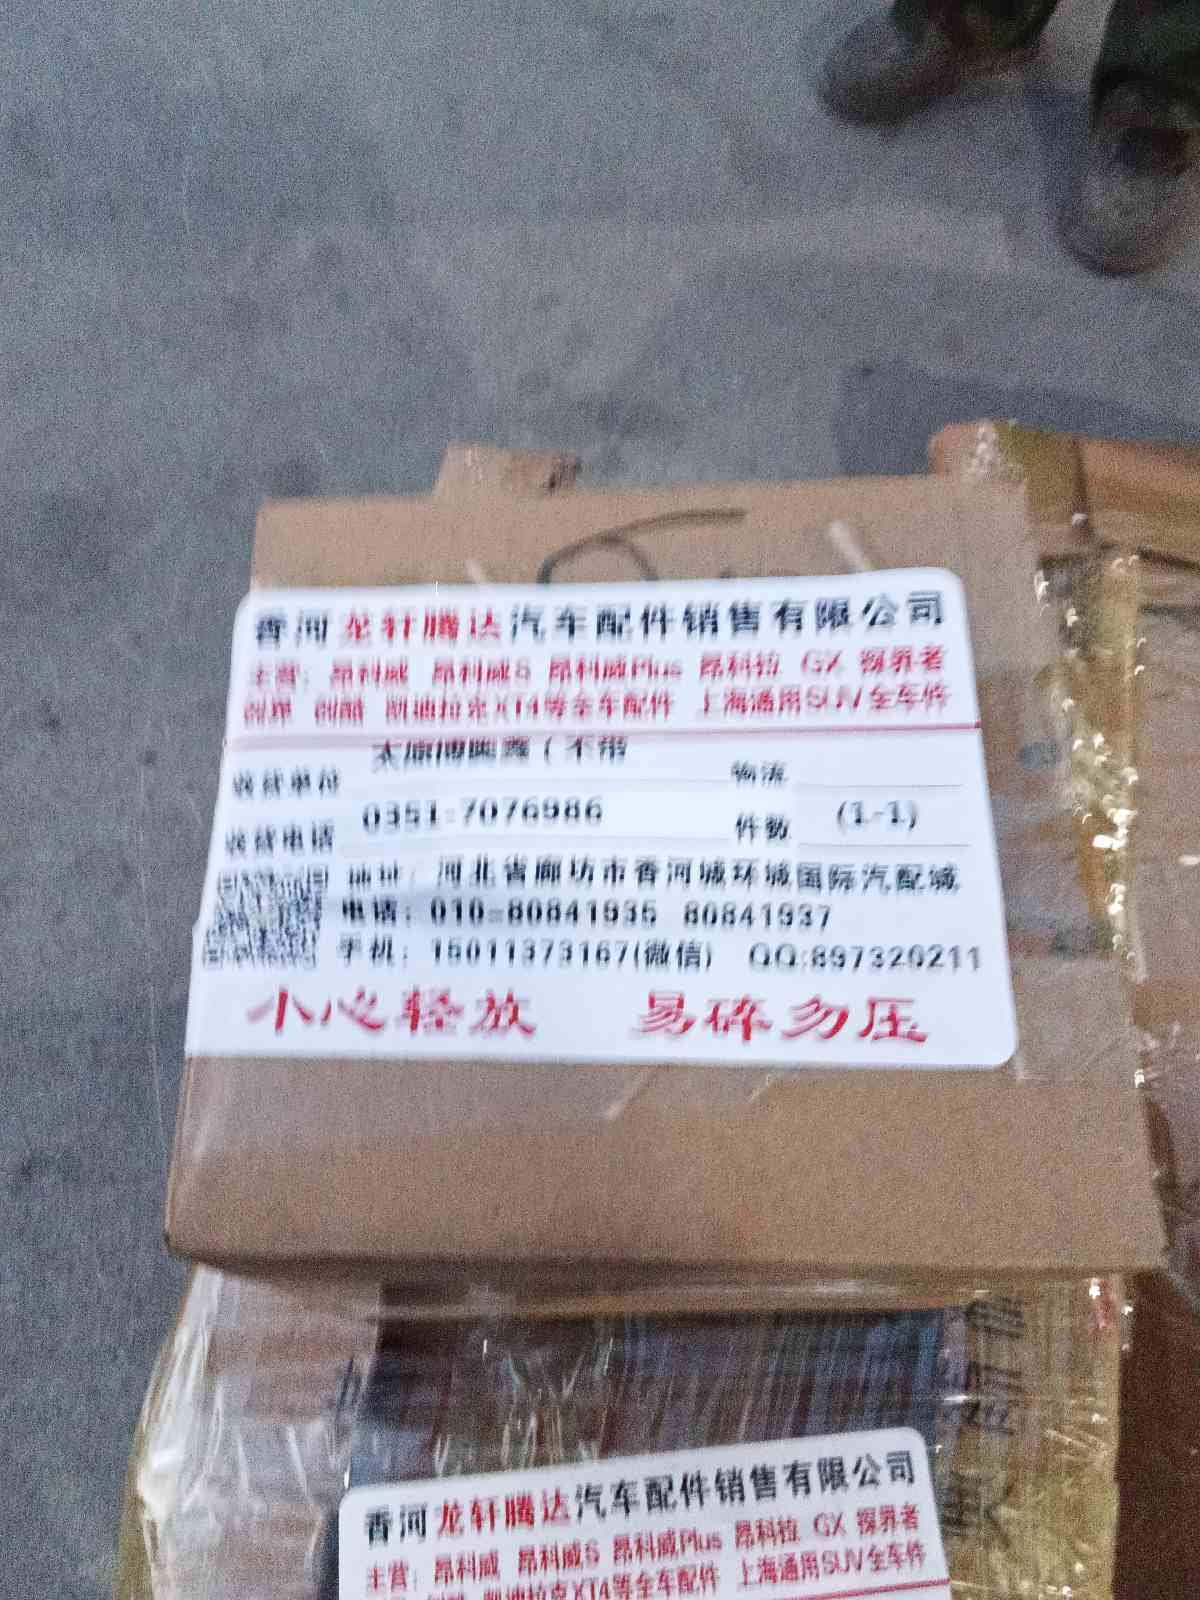 香河龙轩腾达汽车配件销售有限公司
主营: 昂科威 昂科威S 昂科威Plus 昂科拉 GX 探界者
创酷 凯迪拉克XT4等全车配件 上海通用SUV全车件
收货单位 太原博 鑫(不带 物流
收货电话 0351-7076986 件数 (1-1)
地址: 河北省廊坊市香河城环城国际汽配城
电话: 010-80841935 80841937
手机: 15011373167(微信) QQ:897320211
小心轻放 易碎勿压
香河龙轩腾达汽车配件销售有限公司
主营: 昂科威 昂科威S 昂科威Plus 昂科拉 GX 探界者
凯迪拉克XT4等全车配件 上海通用SUV全车件